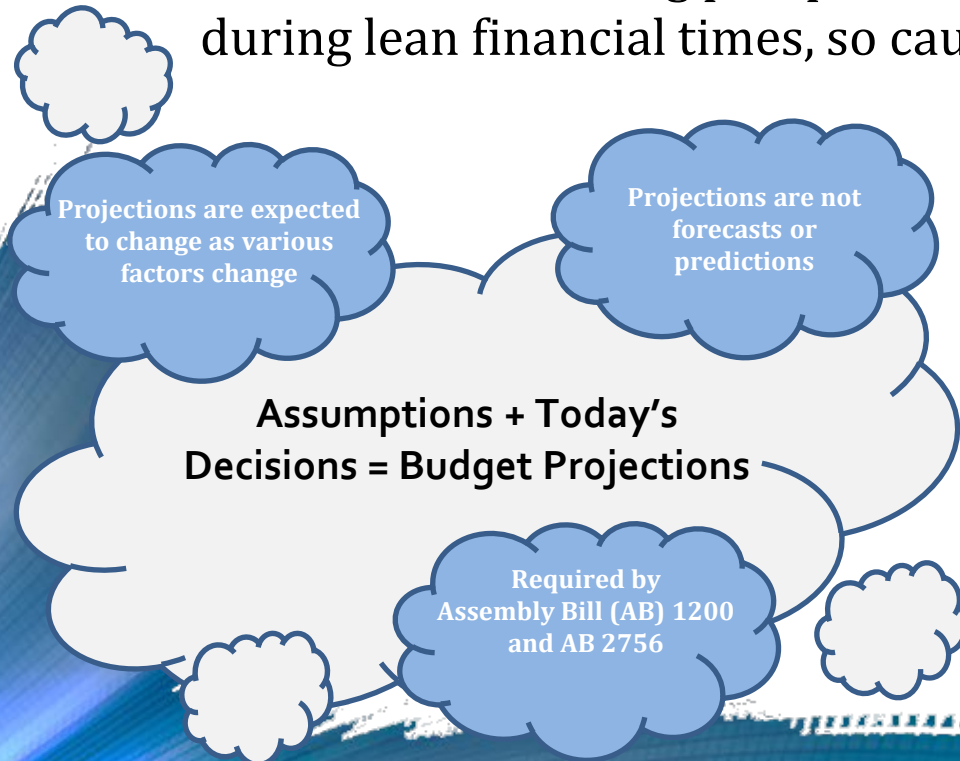 during lean financial times, so cau
Projections are expected
to change as various
factors change
Projections are not
forecasts or
predictions
Assumptions + Today’s
Decisions = Budget Projections
Required by
Assembly Bill (AB) 1200
and AB 2756